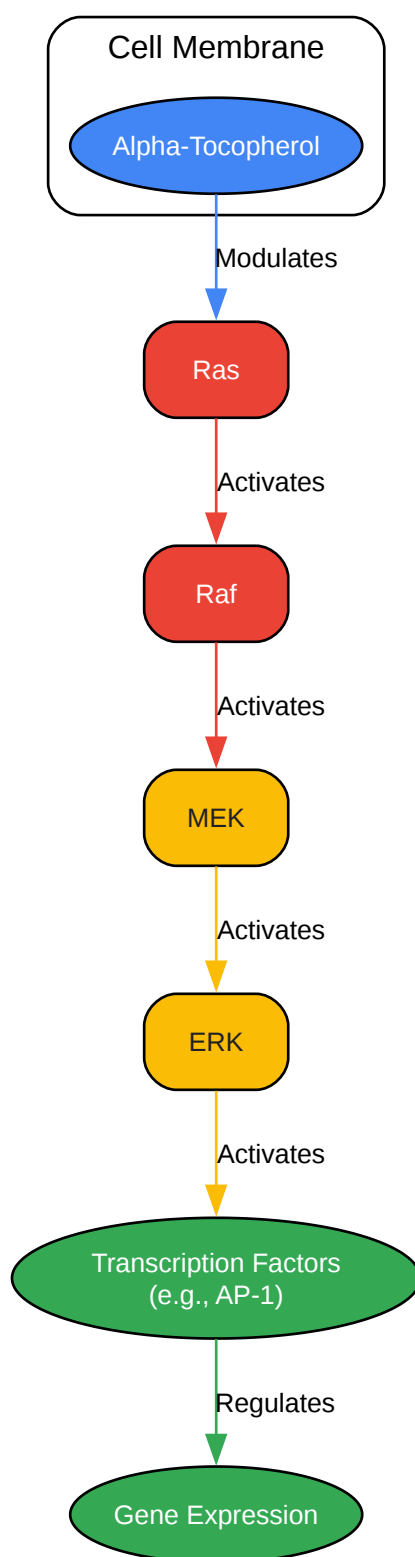 Cell Membrane
Alpha-Tocopherol
Modulates
Ras
Activates
Raf
Activates
MEK
Activates
ERK
Activates
Transcription Factors
(e.g., AP-1)
Regulates
Gene Expression